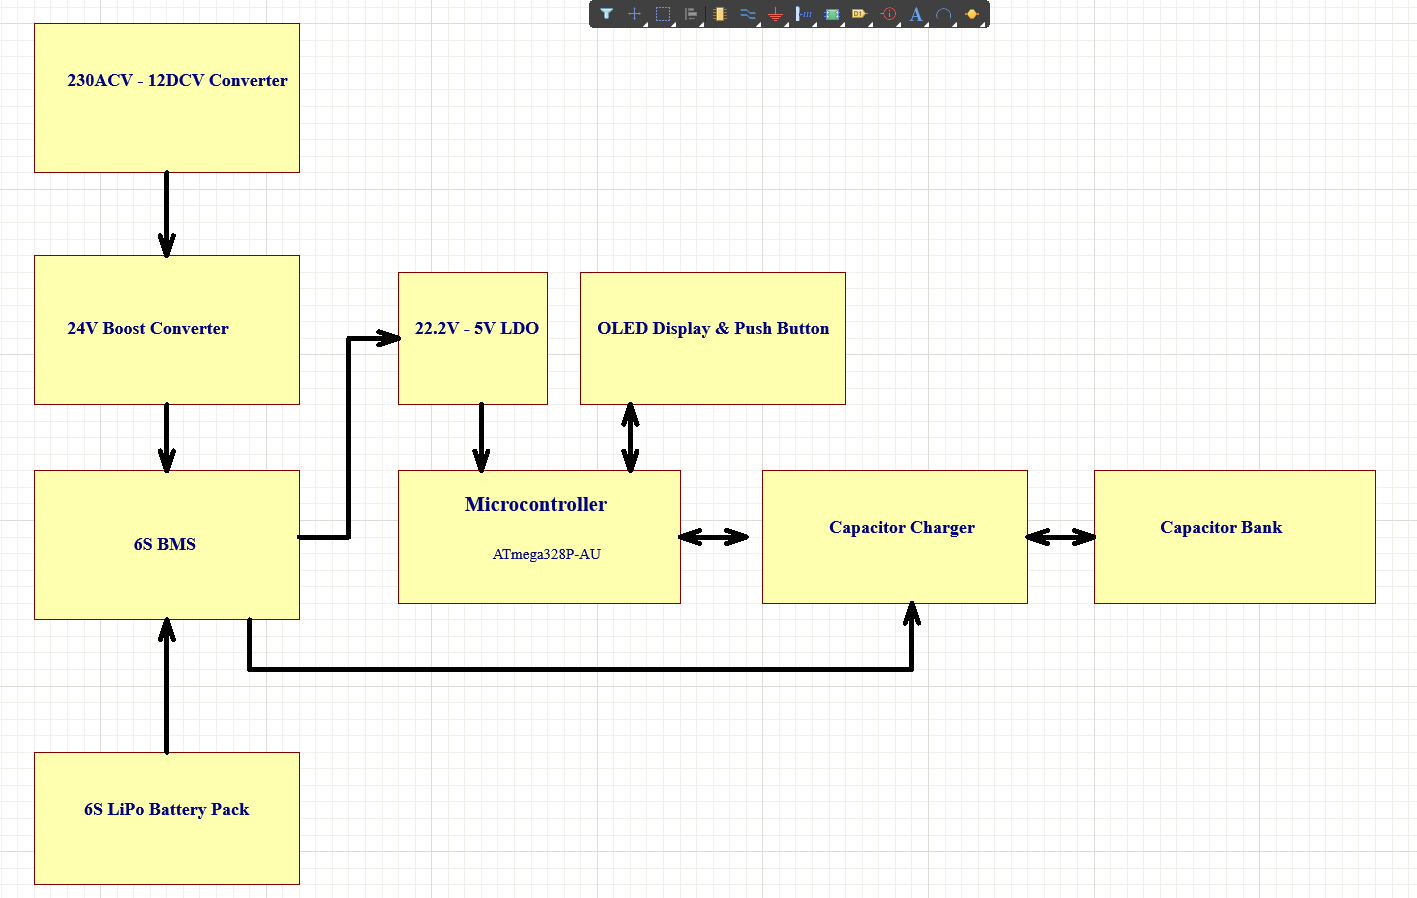 230ACV - 12DCV Converter
24V Boost Converter
22.2V - 5V LDO
OLED Display & Push Button
6S BMS
Microcontroller
ATmega328P-AU
Capacitor Charger
Capacitor Bank
6S LiPo Battery Pack